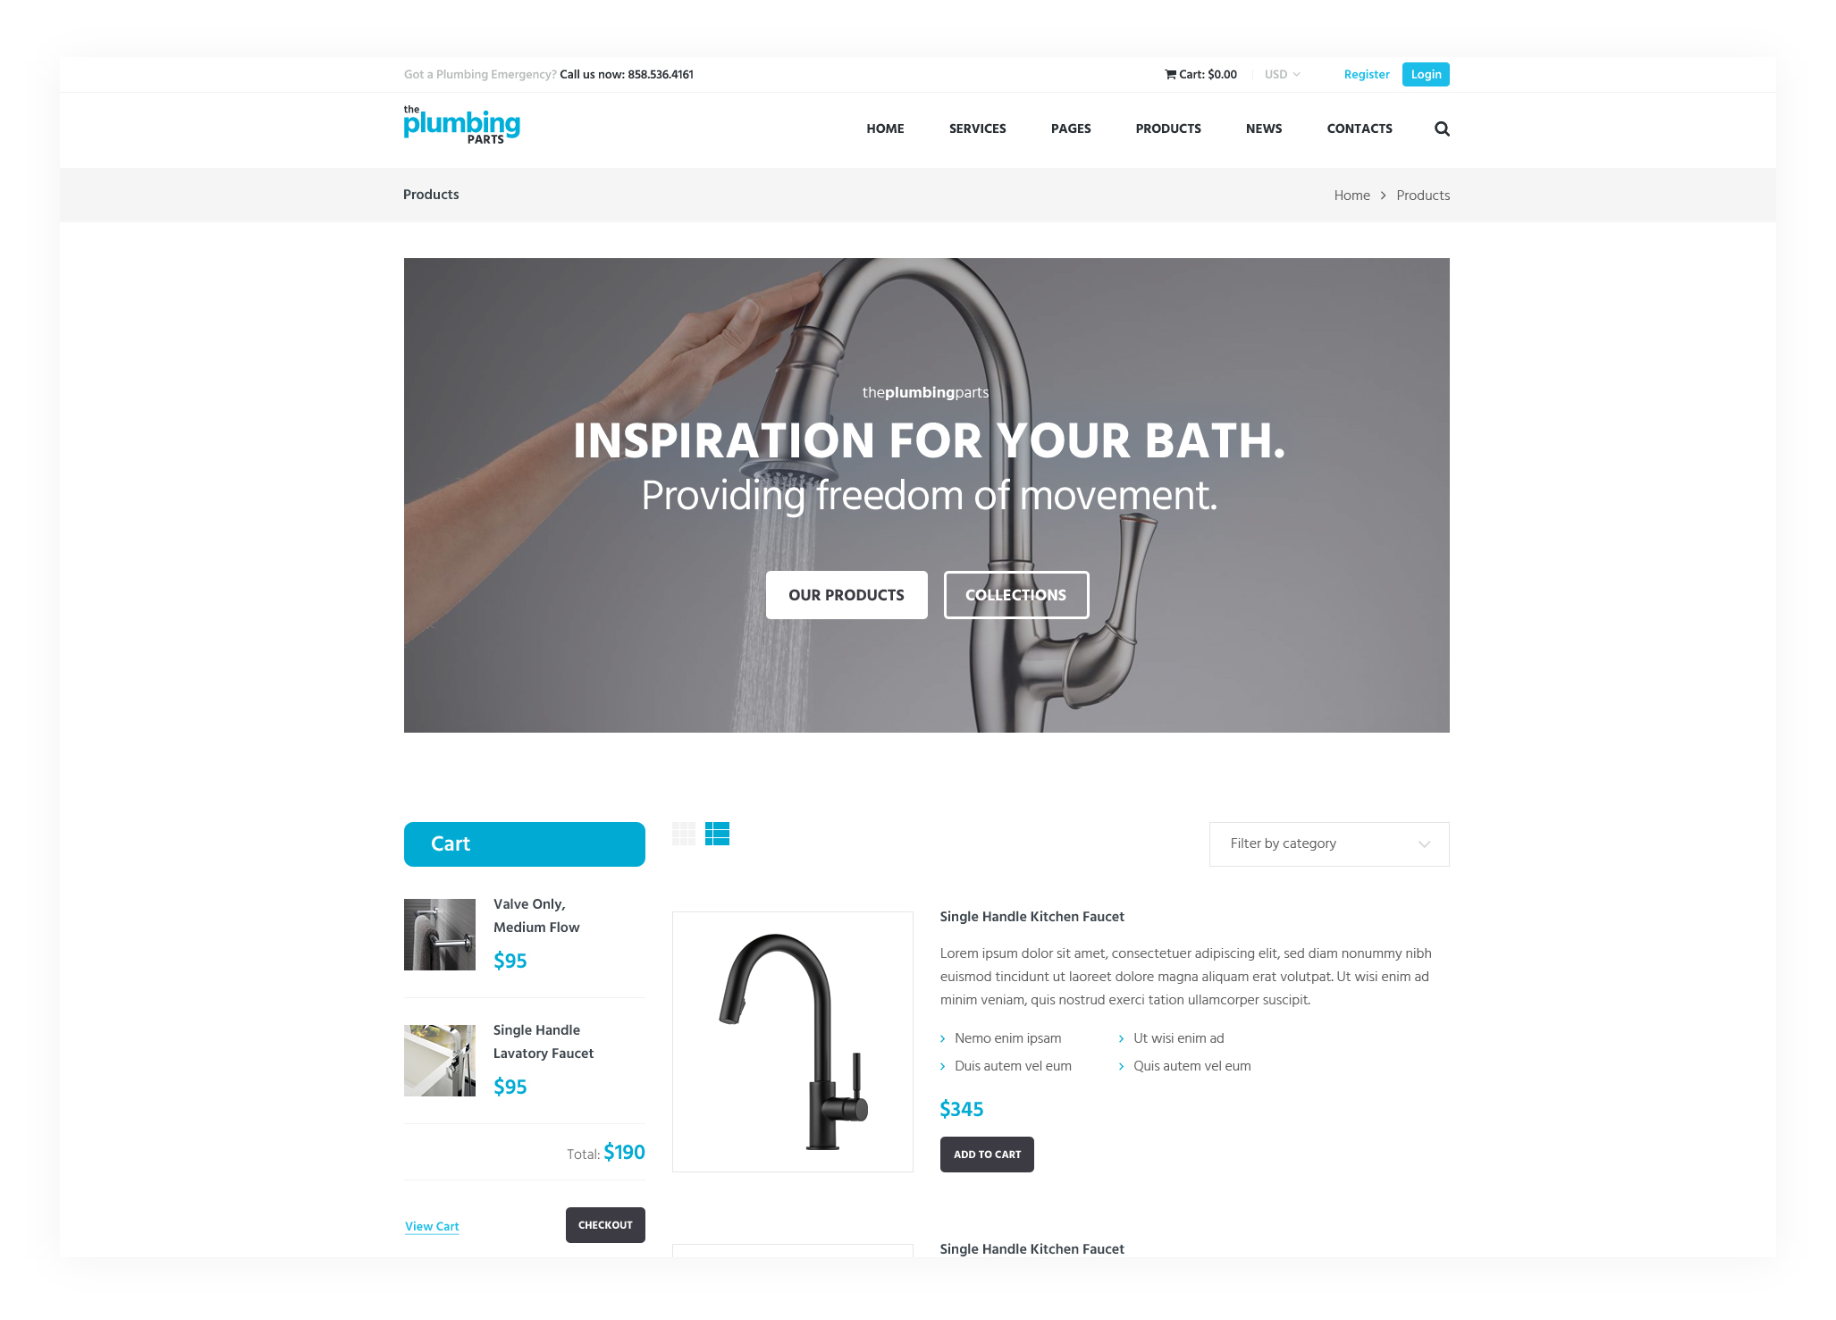 Got a Plumbing Emergency? Call us now: 858.536.4161
Cart: $0.00
USD
Register
Login
the
plumbing
PARTS
HOME
SERVICES
PAGES
PRODUCTS
NEWS
CONTACTS
Products
Home
Products
theplumbingparts
INSPIRATION FOR YOUR BATH.
Providing freedom of movement.
OUR PRODUCTS
COLLECTIONS
Cart
Filter by category
Valve Only,
Medium Flow
$95
Single Handle
Lavatory Faucet
$95
Total: $190
View Cart
CHECKOUT
Single Handle Kitchen Faucet
Lorem ipsum dolor sit amet, consectetuer adipiscing elit, sed diam nonummy nibh
euismod tincidunt ut laoreet dolore magna aliquam erat volutpat. Ut wisi enim ad
minim veniam, quis nostrud exerci tation ullamcorper suscipit.
Nemo enim ipsam
Ut wisi enim ad
Duis autem vel eum
Quis autem vel eum
$345
ADD TO CART
Single Handle Kitchen Faucet